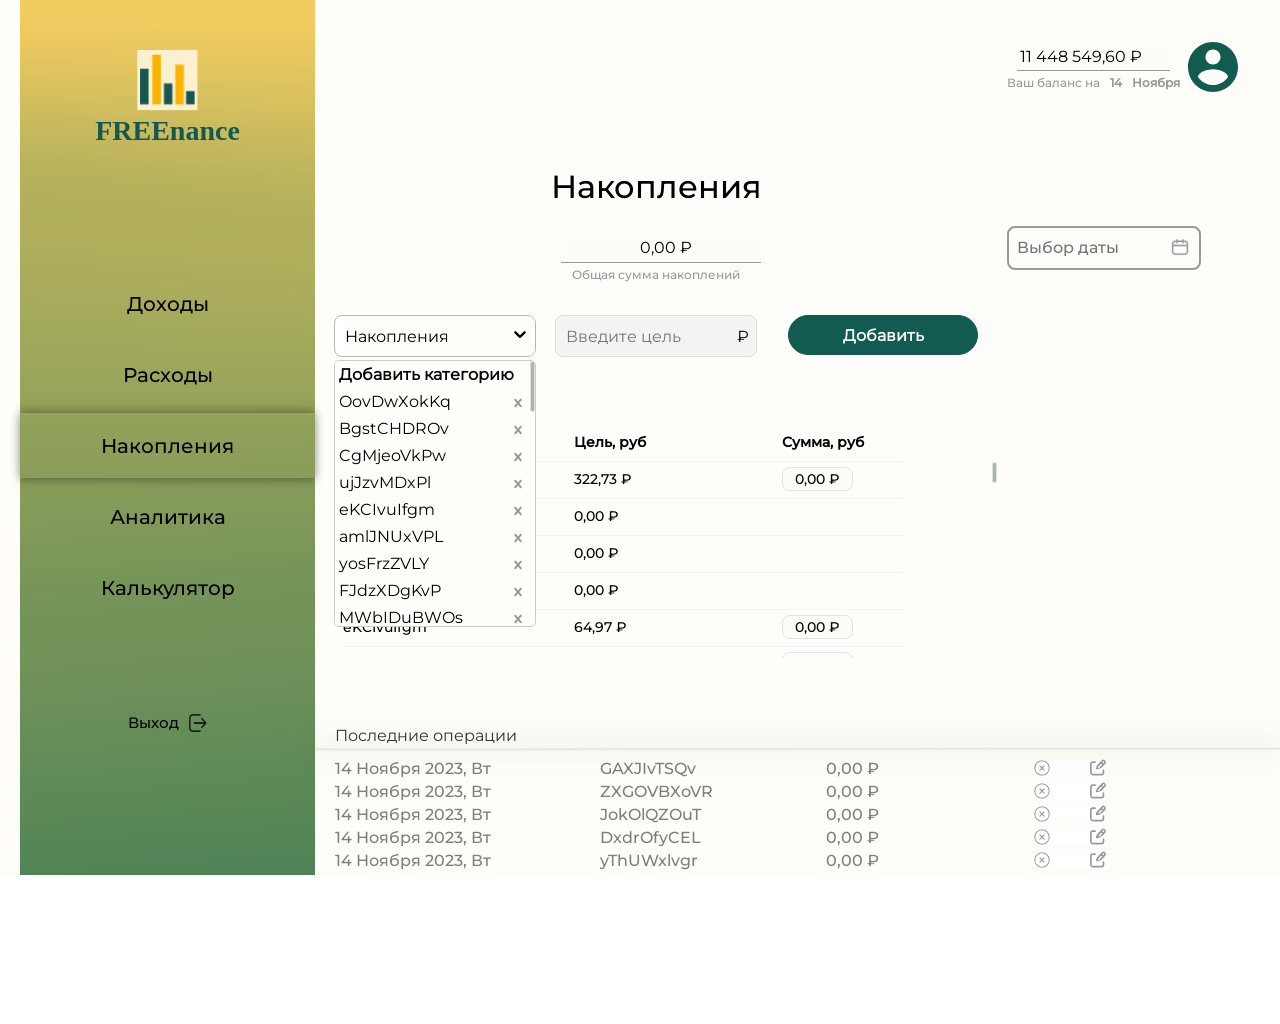 FREEnance
11 448 549,60 ₽
Ваш баланс на 14 Ноября
Доходы
Расходы
Накопления
Аналитика
Калькулятор
Выход
Накопления
0,00 ₽
Общая сумма накоплений
Выбор даты
Накопления
Введите цель ₽
Добавить
Добавить категорию
OovDwXokKq x
BgstCHDROv x
CgMjeoVkPw x
ujJzvMDxPl x
eKCIvuIfgm x
amlJNUxVPL x
yosFrzZVLY x
FJdzXDgKvP x
MWbIDuBWOs x
Цель, руб Сумма, руб
322,73 ₽ 0,00 ₽
0,00 ₽
0,00 ₽
0,00 ₽
eKCIvuIfgm 64,97 ₽ 0,00 ₽
Последние операции
14 Ноября 2023, Вт GAXJIvTSQv 0,00 ₽
14 Ноября 2023, Вт ZXGOVBXoVR 0,00 ₽
14 Ноября 2023, Вт JokOlQZOuT 0,00 ₽
14 Ноября 2023, Вт DxdrOfyCEL 0,00 ₽
14 Ноября 2023, Вт yThUWxlvgr 0,00 ₽